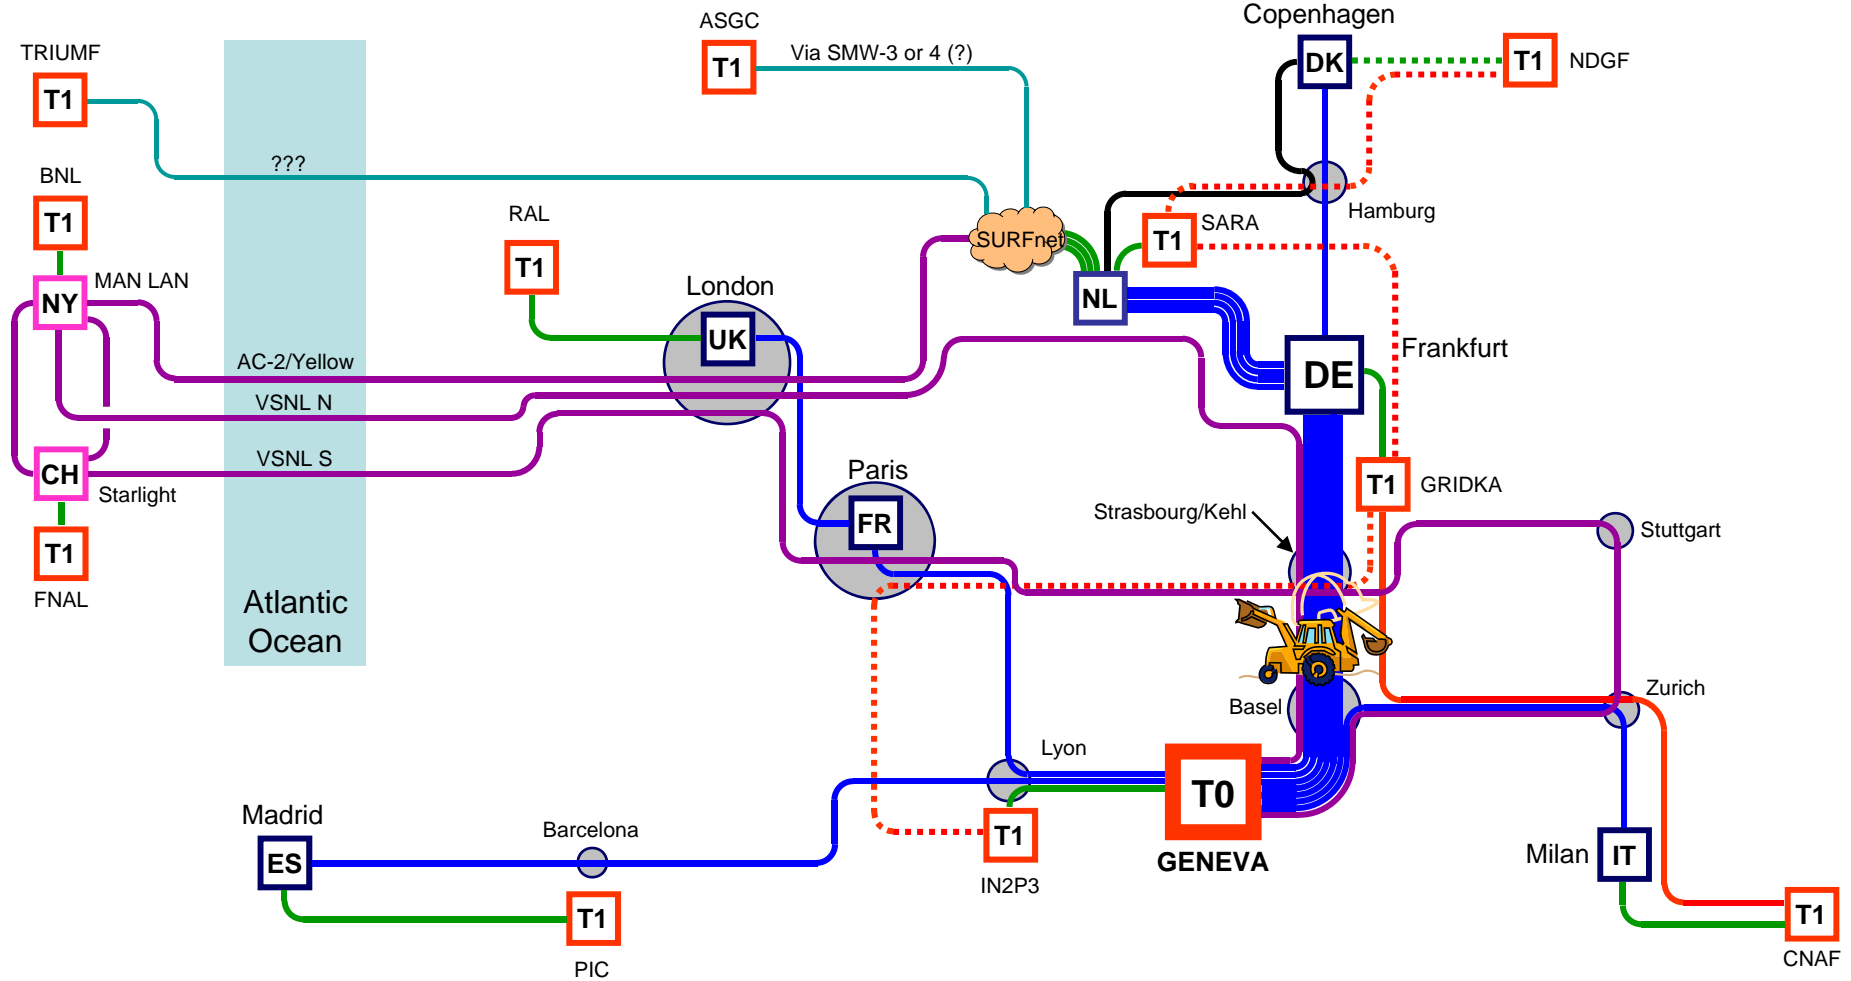 Copenhagen
ASGC
TRIUMF
Via SMW-3 or 4 (?)
DK
T1
NDGF
T1
T1
???
BNL
RAL
Hamburg
T1
SARA
T1
SURFnet
T1
MAN LAN
London
NY
NL
UK
Frankfurt
AC-2/Yellow
DE
VSNL N
VSNL S
Paris
CH
Starlight
T1
GRIDKA
Strasbourg/Kehl
FR
Stuttgart
T1
FNAL
Atlantic
Ocean
Zurich
Basel
Lyon
T0
Madrid
Barcelona
T1
GENEVA
Milan
IT
ES
IN2P3
T1
T1
PIC
CNAF